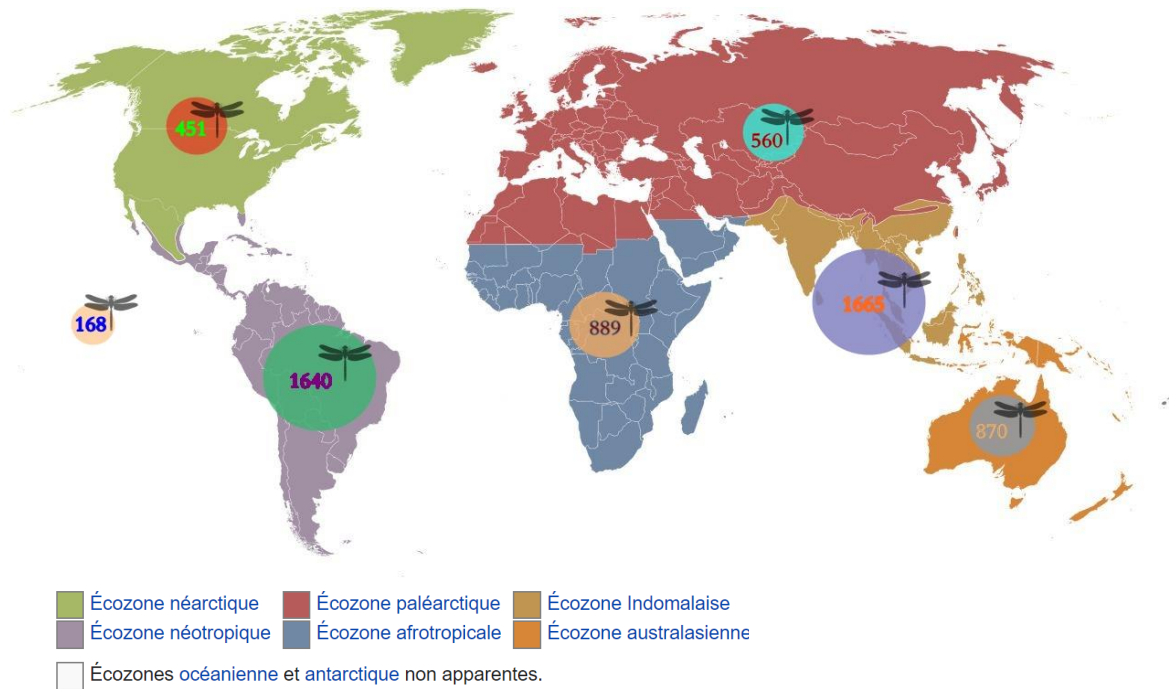 451
560
168
1640
889
1665
870
Écozone néarctique
Écozone paléarctique
Écozone Indomalaise
Écozone néotropique
Écozone afrotropicale
Écozone australasienne
Écozones océanienne et antarctique non apparentes.